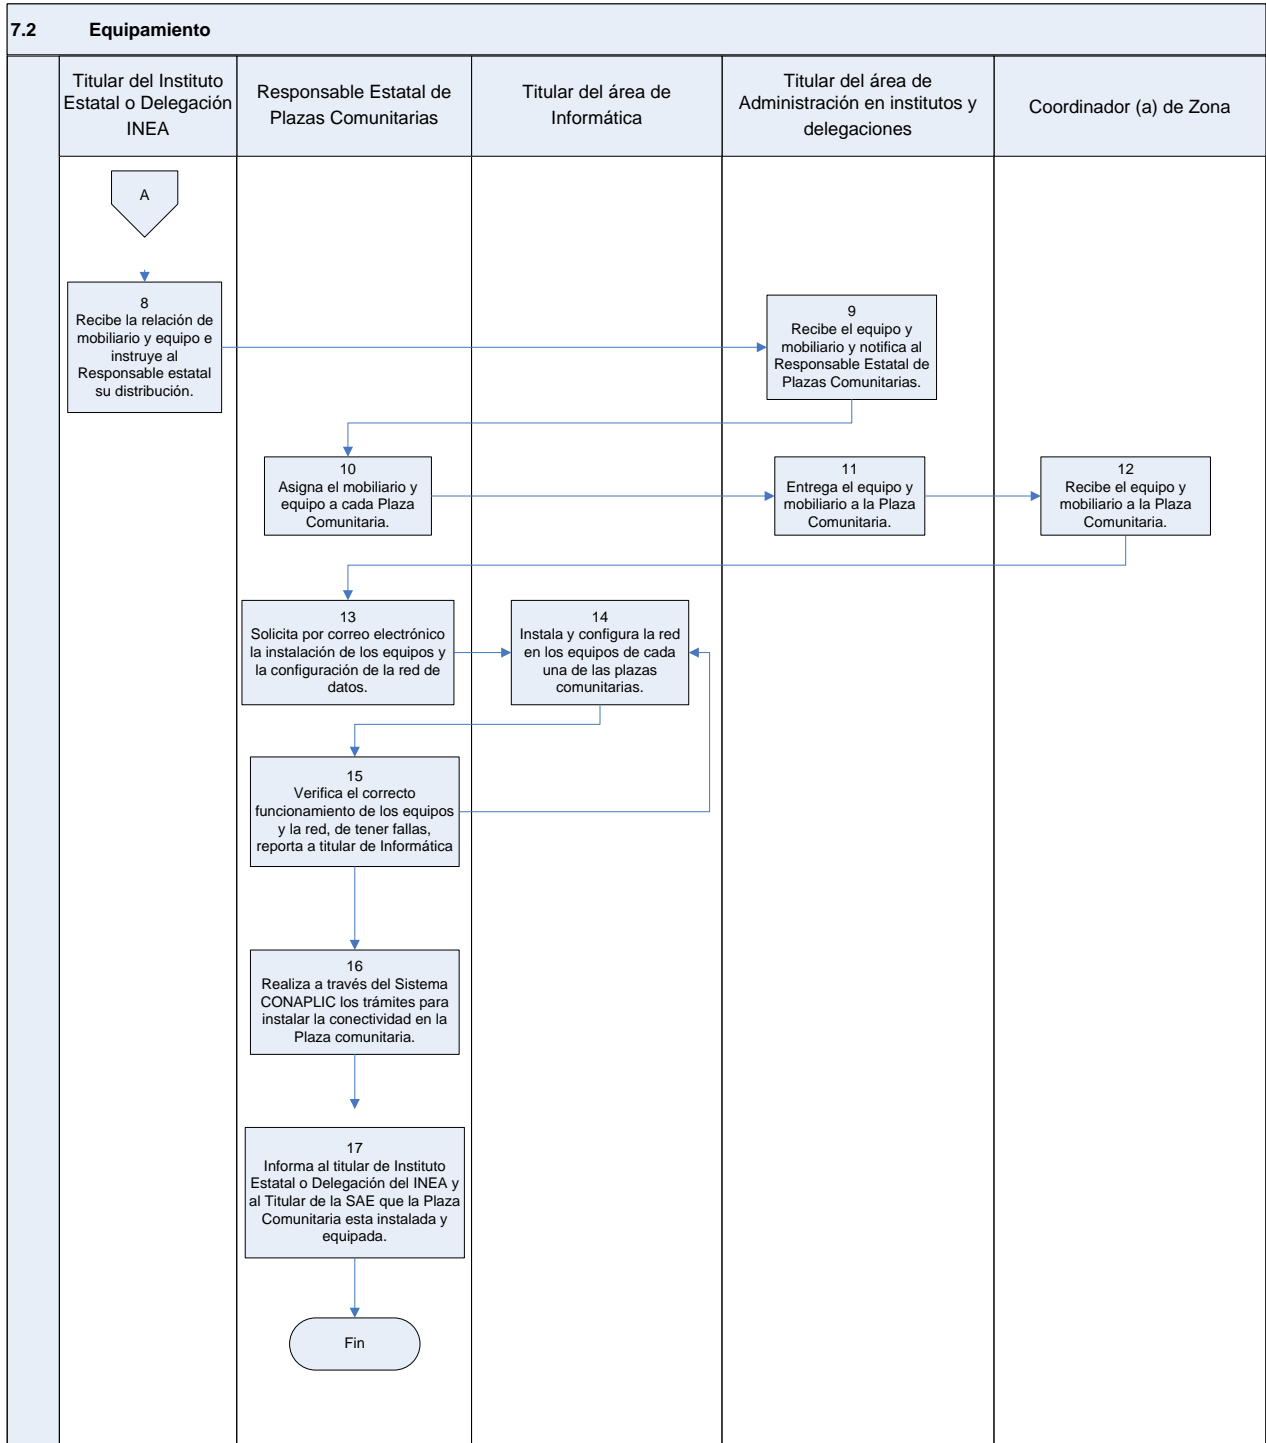 7.2 Equipamiento
Titular del Instituto
Estatal o Delegación
INEA
Responsable Estatal de
Plazas Comunitarias
Titular del área de
Informática
Titular del área de
Administración en institutos y
delegaciones
Coordinador (a) de Zona
A
8
Recibe la relación de
mobiliario y equipo e
instruye al
Responsable estatal
su distribución.
9
Recibe el equipo y
mobiliario y notifica al
Responsable Estatal de
Plazas Comunitarias.
10
Asigna el mobiliario y
equipo a cada Plaza
Comunitaria.
11
Entrega el equipo y
mobiliario a la Plaza
Comunitaria.
12
Recibe el equipo y
mobiliario a la Plaza
Comunitaria.
13
Solicita por correo electrónico
la instalación de los equipos y
la configuración de la red de
datos.
14
Instala y configura la red
en los equipos de cada
una de las plazas
comunitarias.
15
Verifica el correcto
funcionamiento de los equipos
y la red, de tener fallas,
reporta a titular de Informática
16
Realiza a través del Sistema
CONAPLIC los trámites para
instalar la conectividad en la
Plaza comunitaria.
17
Informa al titular de Instituto
Estatal o Delegación del INEA y
al Titular de la SAE que la Plaza
Comunitaria esta instalada y
equipada.
Fin